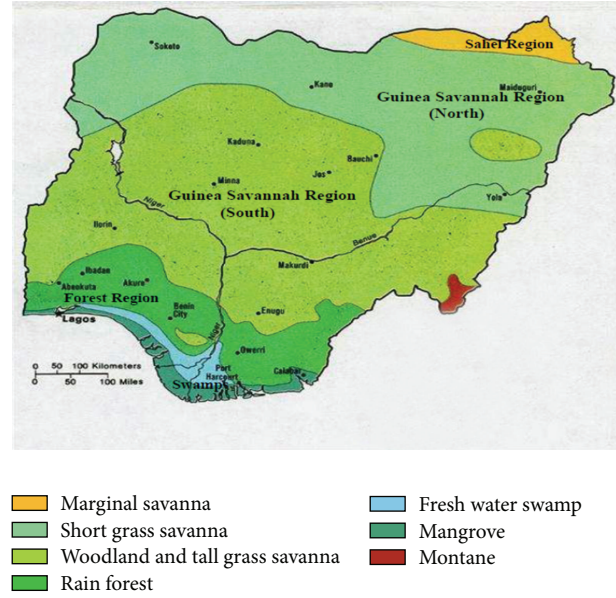 Sahel Region
Sokoto
Kano
Maiduguri
Guinea Savannah Region
(North)
Kaduna
Bauchi
Jos
Minna
Guinea Savannah Region
(South)
Yola
Niger
Benue
Ilorin
Makurdi
Ibadan
Akure
Abeokuta
Forest Region
Benin
City
Enugu
Lagos
Niger
Owerri
0 50 100 Kilometers
0 50 100 Miles
Port
Harcourt
Calabar
Swamps
Marginal savanna
Short grass savanna
Woodland and tall grass savanna
Rain forest
Fresh water swamp
Mangrove
Montane